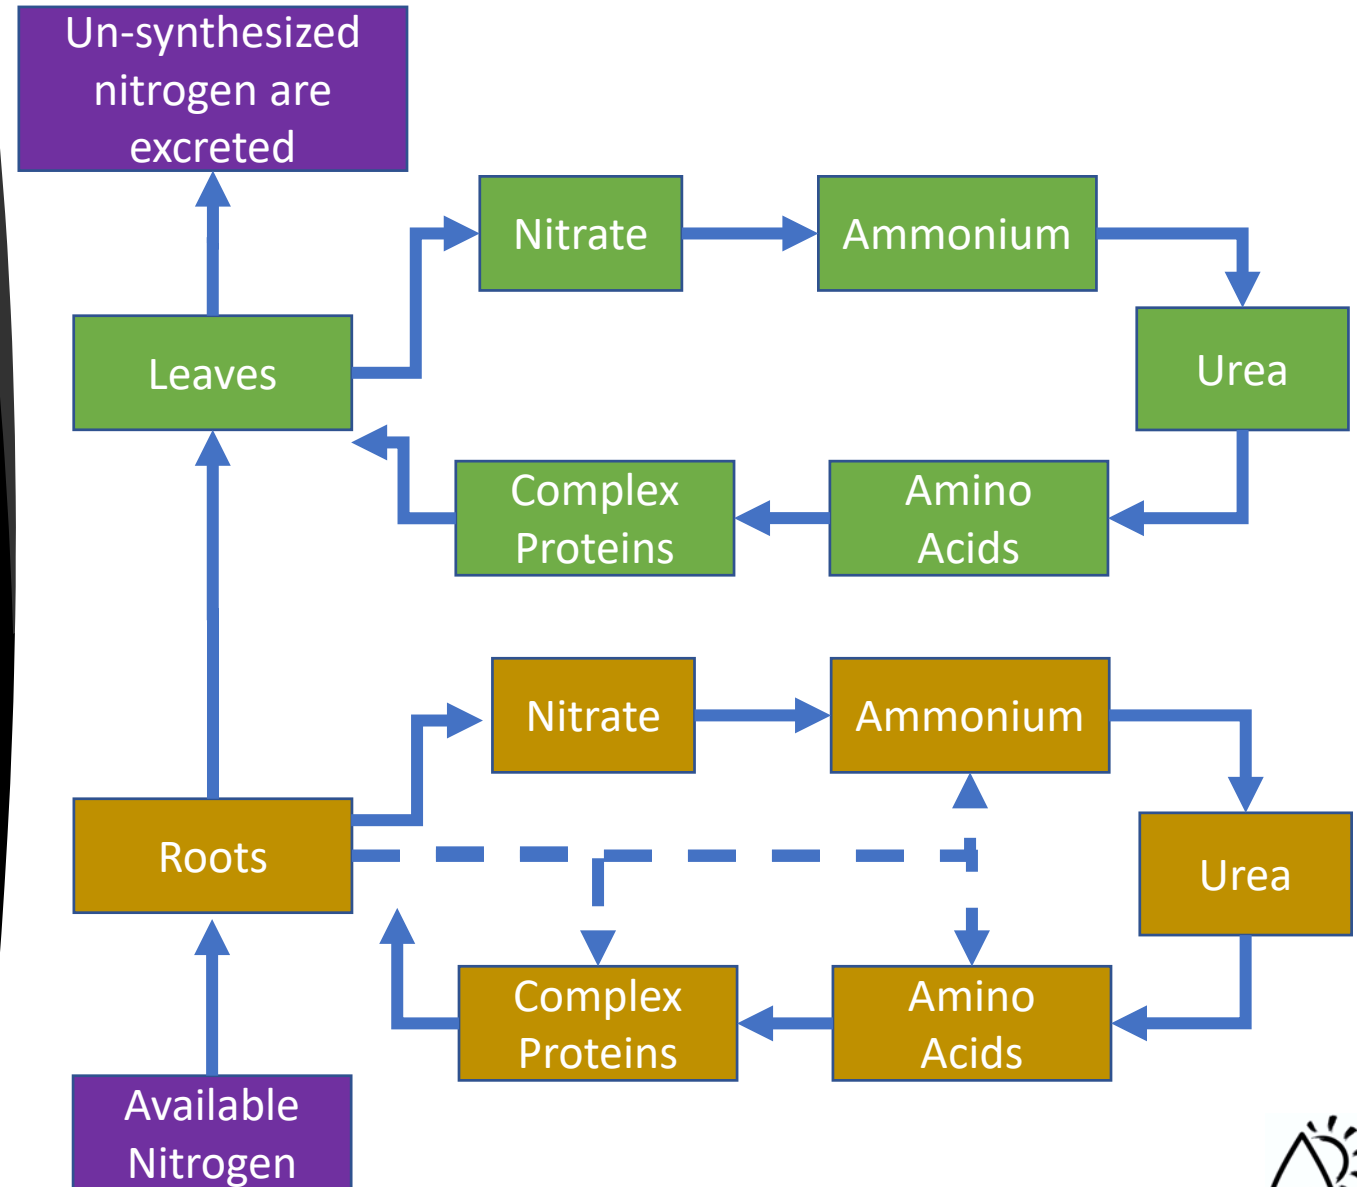 Un-synthesized
nitrogen are
excreted
Nitrate
Ammonium
Leaves
Urea
Complex
Proteins
Amino
Acids
Nitrate
Ammonium
Roots
Urea
Complex
Proteins
Amino
Acids
Available
Nitrogen